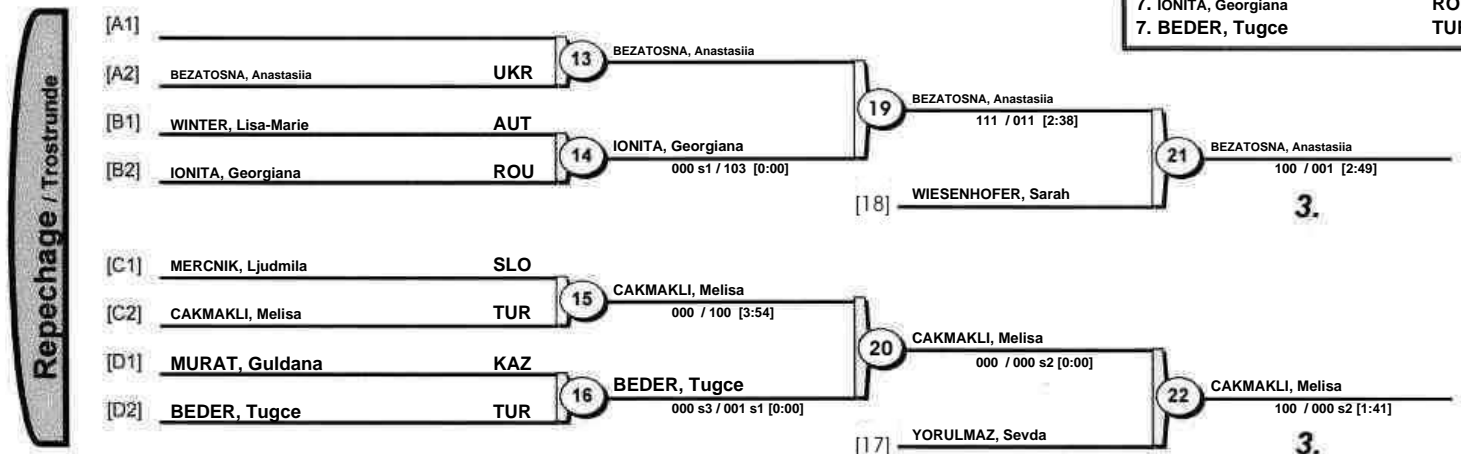 7. IONITA, Georgiana
7. BEDER, Tugce TUR
Repechage / Trostrunde
[A1]
[A2] BEZATOSNA, Anastasiia UKR
13
BEZATOSNA, Anastasiia
[B1] WINTER, Lisa-Marie AUT
[B2] IONITA, Georgiana ROU
14
IONITA, Georgiana
000 s1 / 103 [0:00]
19
BEZATOSNA, Anastasiia
111 / 011 [2:38]
[18] WIESENHOFER, Sarah
21
BEZATOSNA, Anastasiia
100 / 001 [2:49]
3.
[C1] MERCNIK, Ljudmila SLO
[C2] CAKMAKLI, Melisa TUR
15
CAKMAKLI, Melisa
000 / 100 [3:54]
[D1] MURAT, Guldana KAZ
[D2] BEDER, Tugce TUR
16
BEDER, Tugce
000 s3 / 001 s1 [0:00]
20
CAKMAKLI, Melisa
000 / 000 s2 [0:00]
[17] YORULMAZ, Sevda
22
CAKMAKLI, Melisa
100 / 000 s2 [1:41]
3.